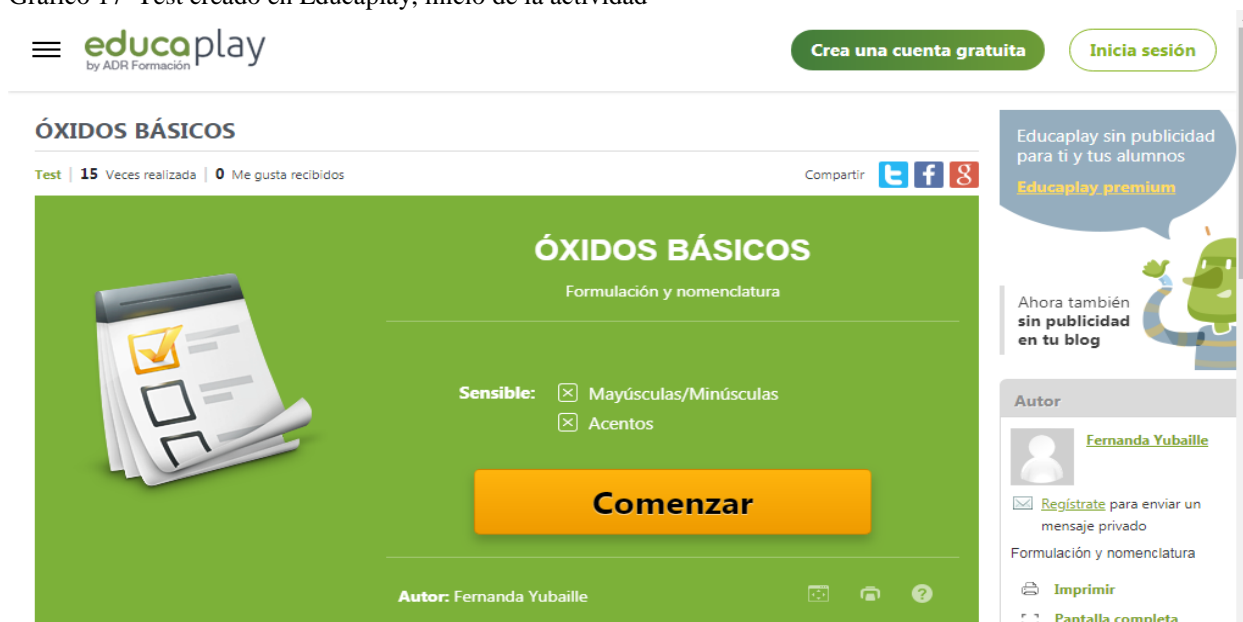 Gráfico 17 Test creado en Educaplay, inicio de la actividad
educaplay
by ADR Formación
Crea una cuenta gratuita
Inicia sesión
ÓXIDOS BÁSICOS
Test | 15 Veces realizada | 0 Me gusta recibidos
Compartir
ÓXIDOS BÁSICOS
Formulación y nomenclatura
Sensible: Mayúsculas/Minúsculas
Acentos
Comenzar
Autor: Fernanda Yubaille
Educaplay sin publicidad
para ti y tus alumnos
Educaplay premium
Ahora también
sin publicidad
en tu blog
Autor
Fernanda Yubaille
Regístrate para enviar un
mensaje privado
Formulación y nomenclatura
Imprimir
Pantalla completa